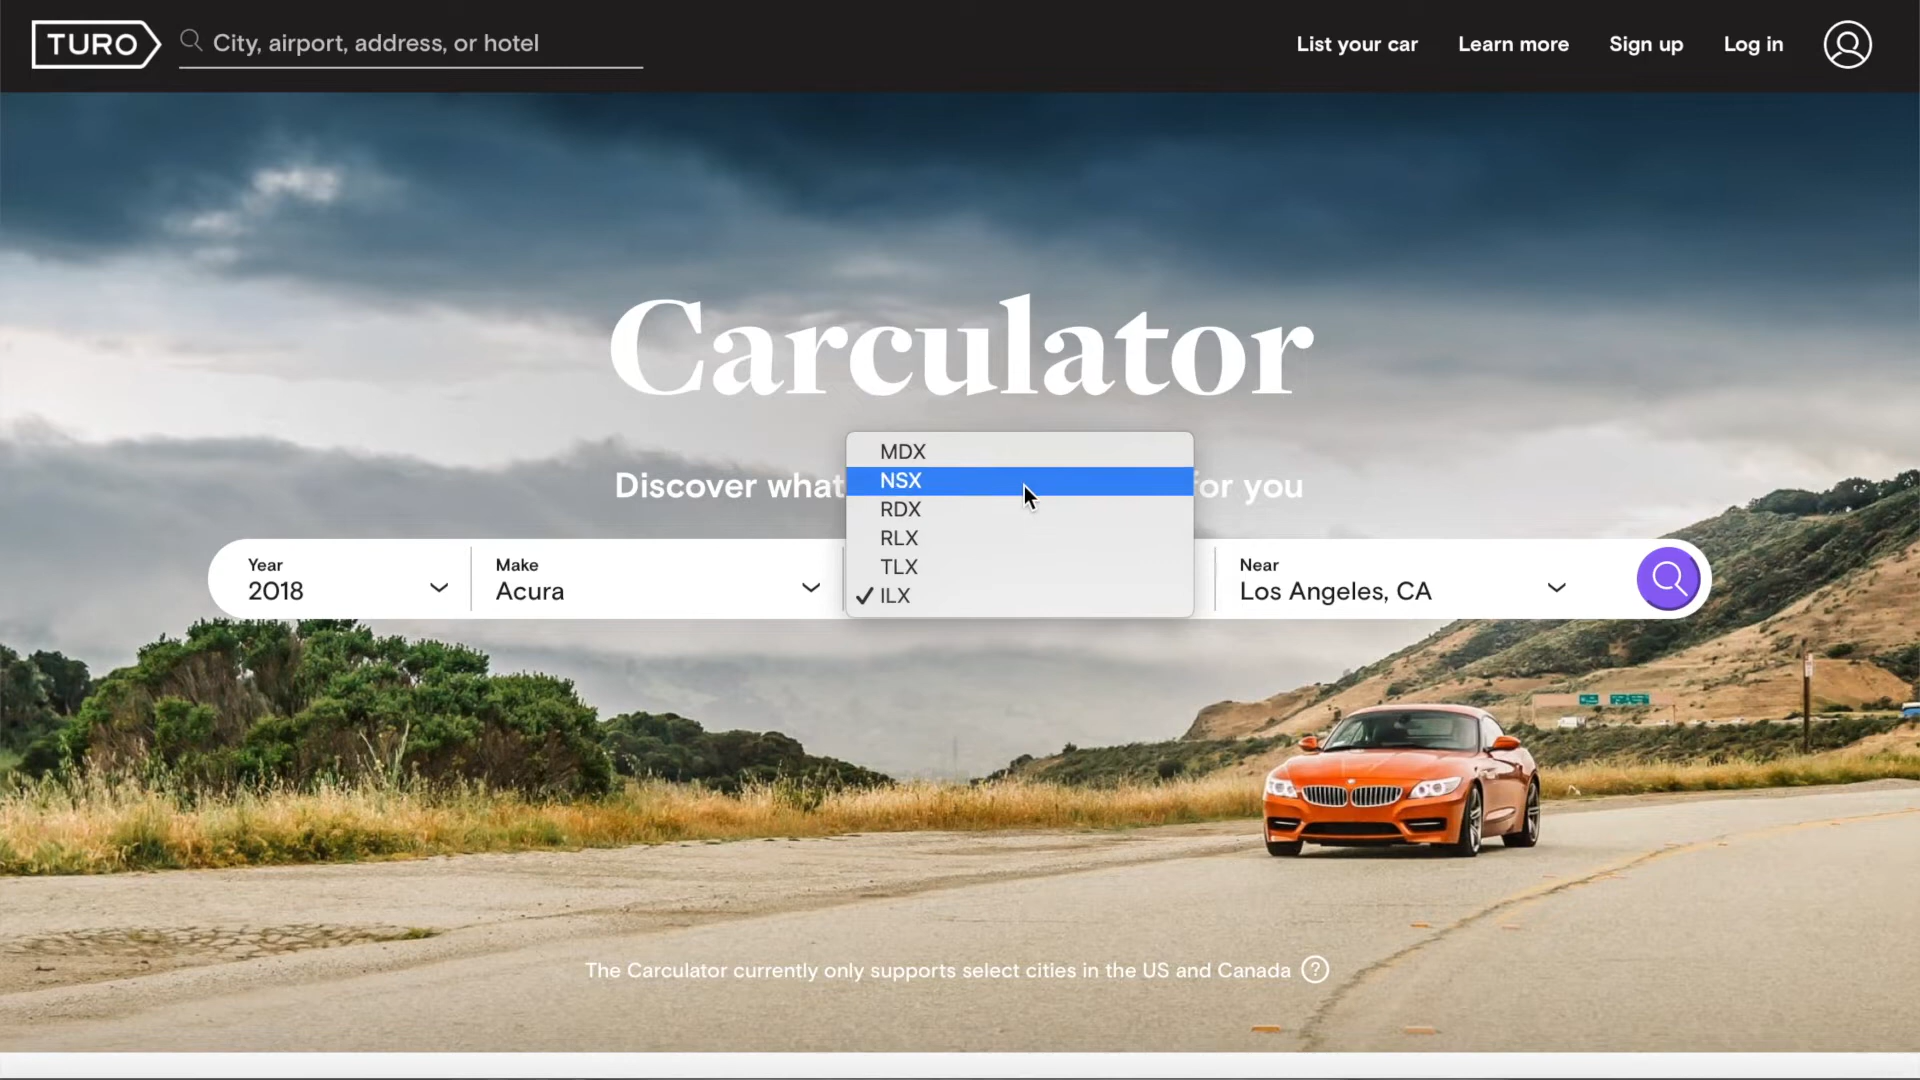 TURO
City, airport, address, or hotel
List your car
Learn more
Sign up
Log in
Carculator
Discover what
for you
MDX
NSX
RDX
RLX
TLX
✓ ILX
Year
2018
Make
Acura
Near
Los Angeles, CA
The Carculator currently only supports select cities in the US and Canada ?